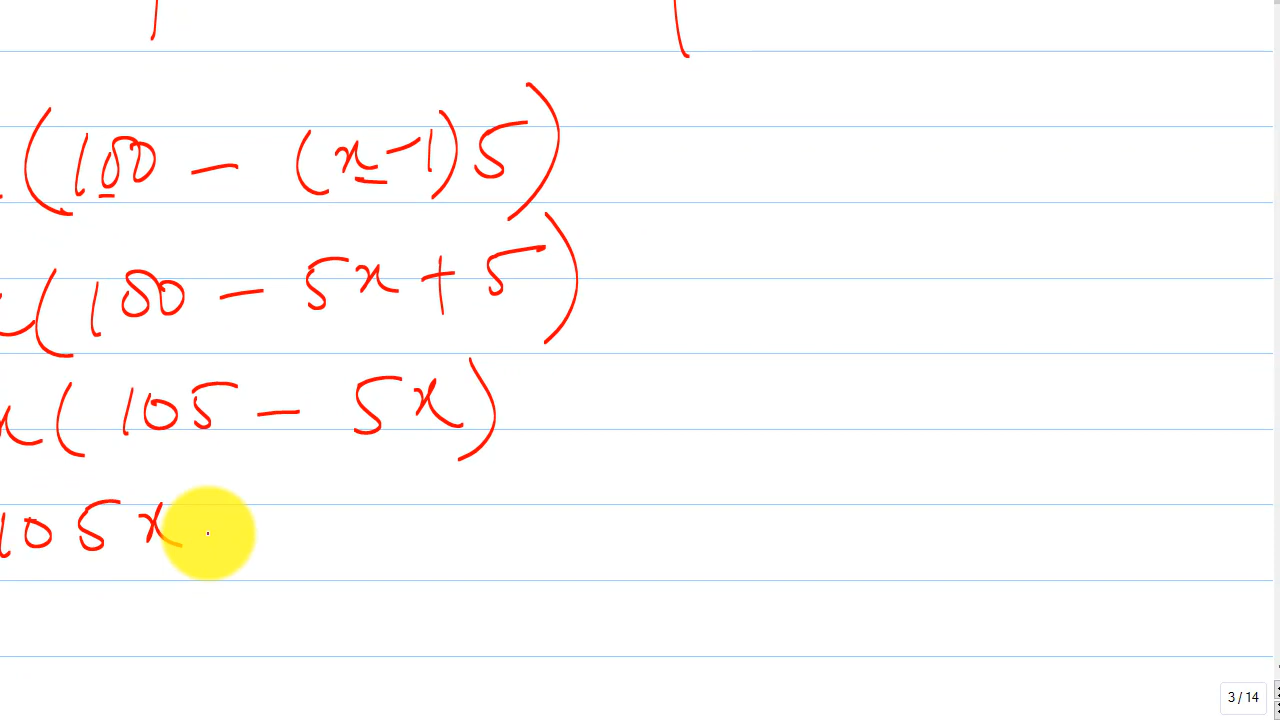 (100 - (x-1)5)
x(100 - 5x + 5)
x(105 - 5x)
105x
3 / 14